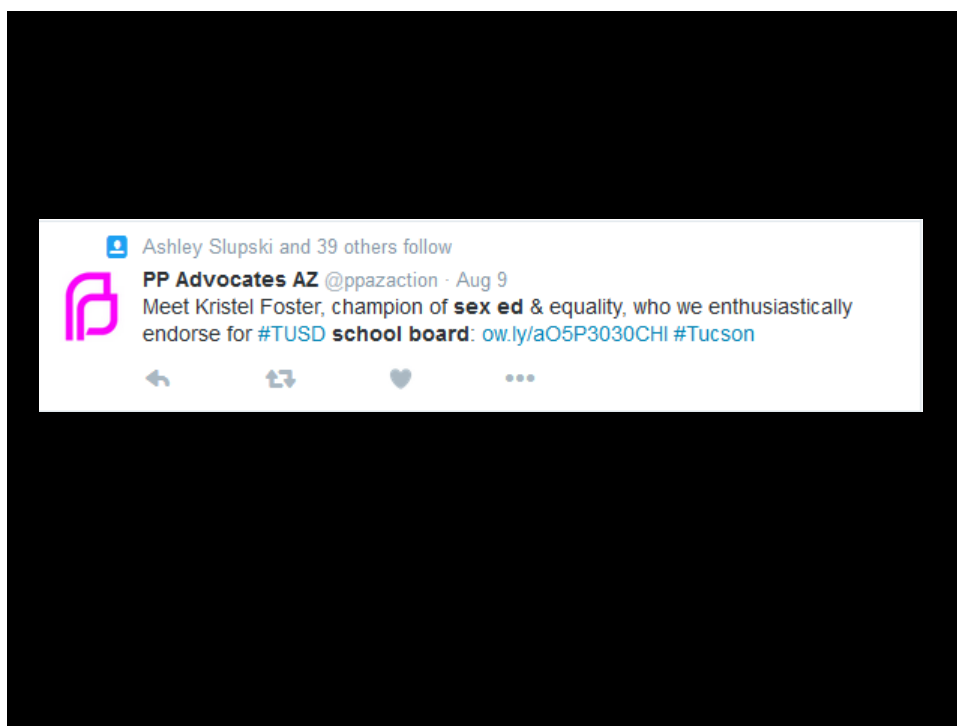 Ashley Slupski and 39 others follow
PP Advocates AZ @ppazaction · Aug 9
Meet Kristel Foster, champion of sex ed & equality, who we enthusiastically
endorse for #TUSD school board: ow.ly/aO5P3030CHl #Tucson